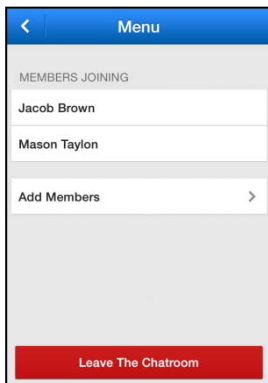 Menu
MEMBERS JOINING
Jacob Brown
Mason Taylon
Add Members
Leave The Chatroom